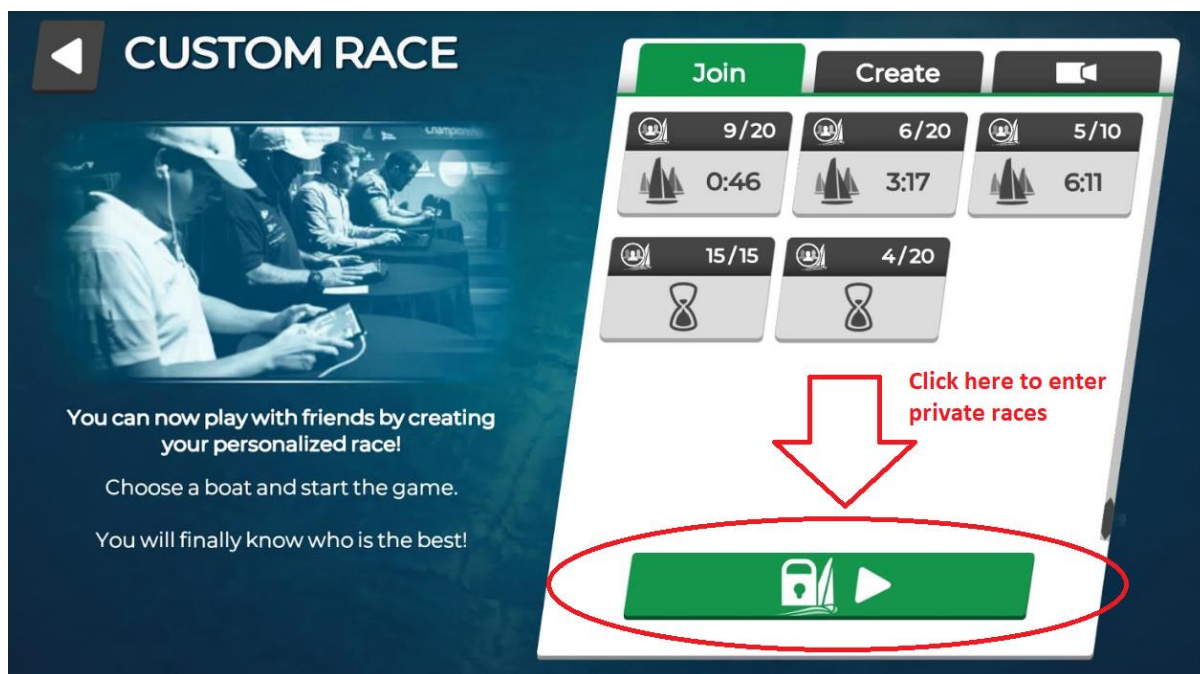 CUSTOM RACE
Join
Create
9/20
6/20
5/10
0:46
3:17
6:11
15/15
4/20
Championship
You can now play with friends by creating
your personalized race!
Choose a boat and start the game.
You will finally know who is the best!
Click here to enter
private races